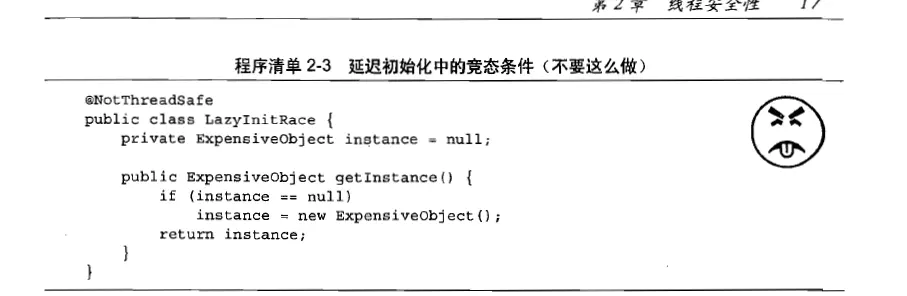 第 2 章 线程安全性 17
程序清单 2-3 延迟初始化中的竞态条件（不要这么做）
@NotThreadSafe
public class LazyInitRace {
private ExpensiveObject instance = null;
public ExpensiveObject getInstance() {
if (instance == null)
instance = new ExpensiveObject();
return instance;
}
}